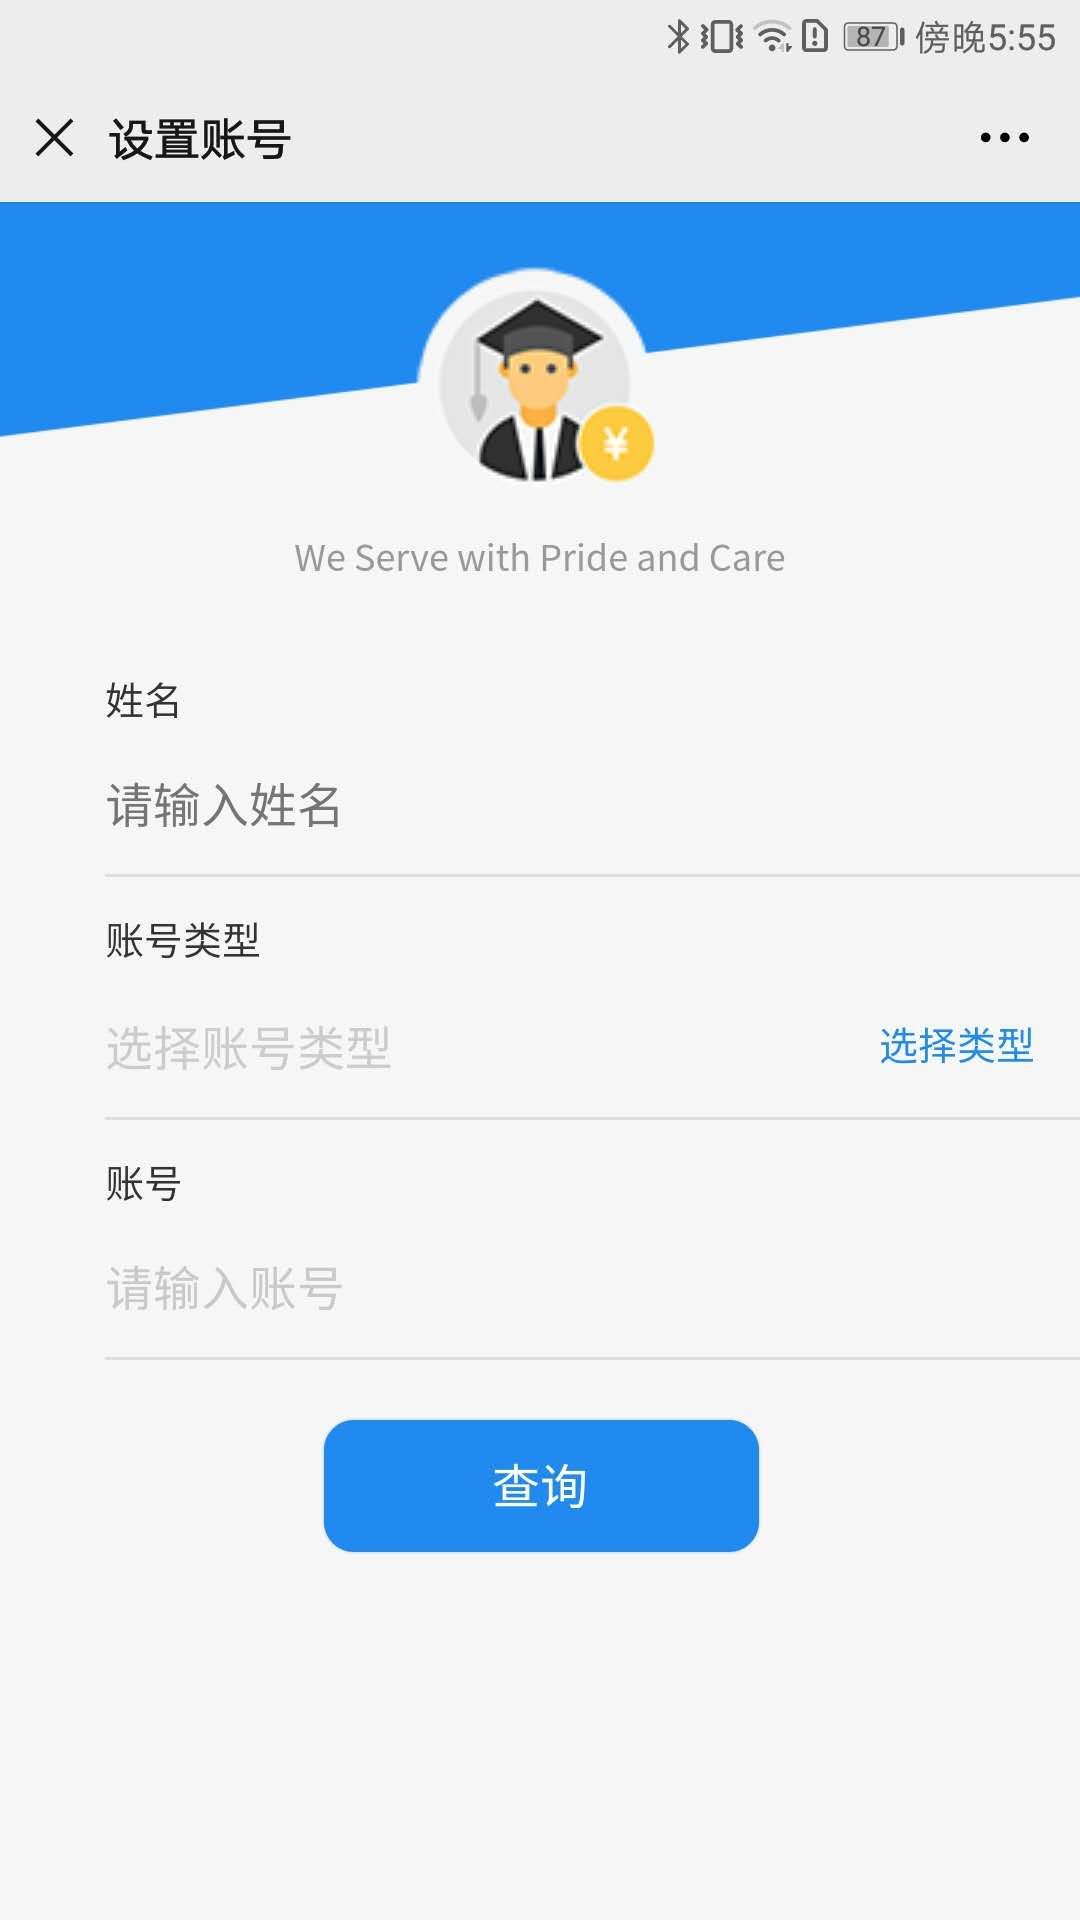 87 傍晚5:55
设置账号
¥
We Serve with Pride and Care
姓名
请输入姓名
账号类型
选择账号类型 选择类型
账号
请输入账号
查询